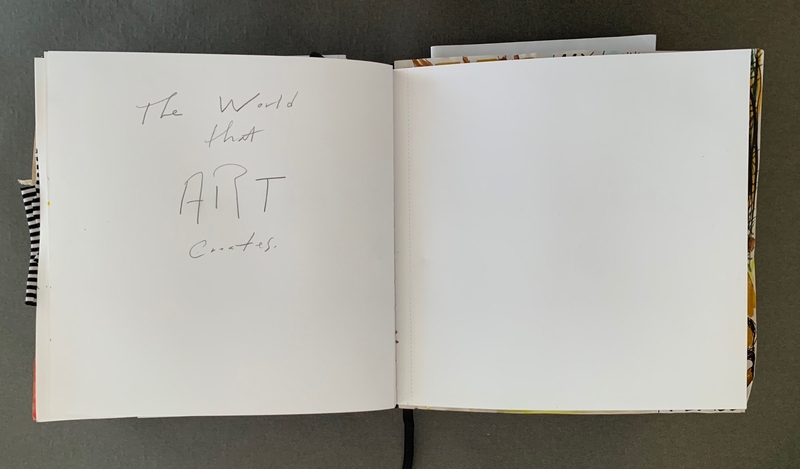 The World
that
ART
Creates.